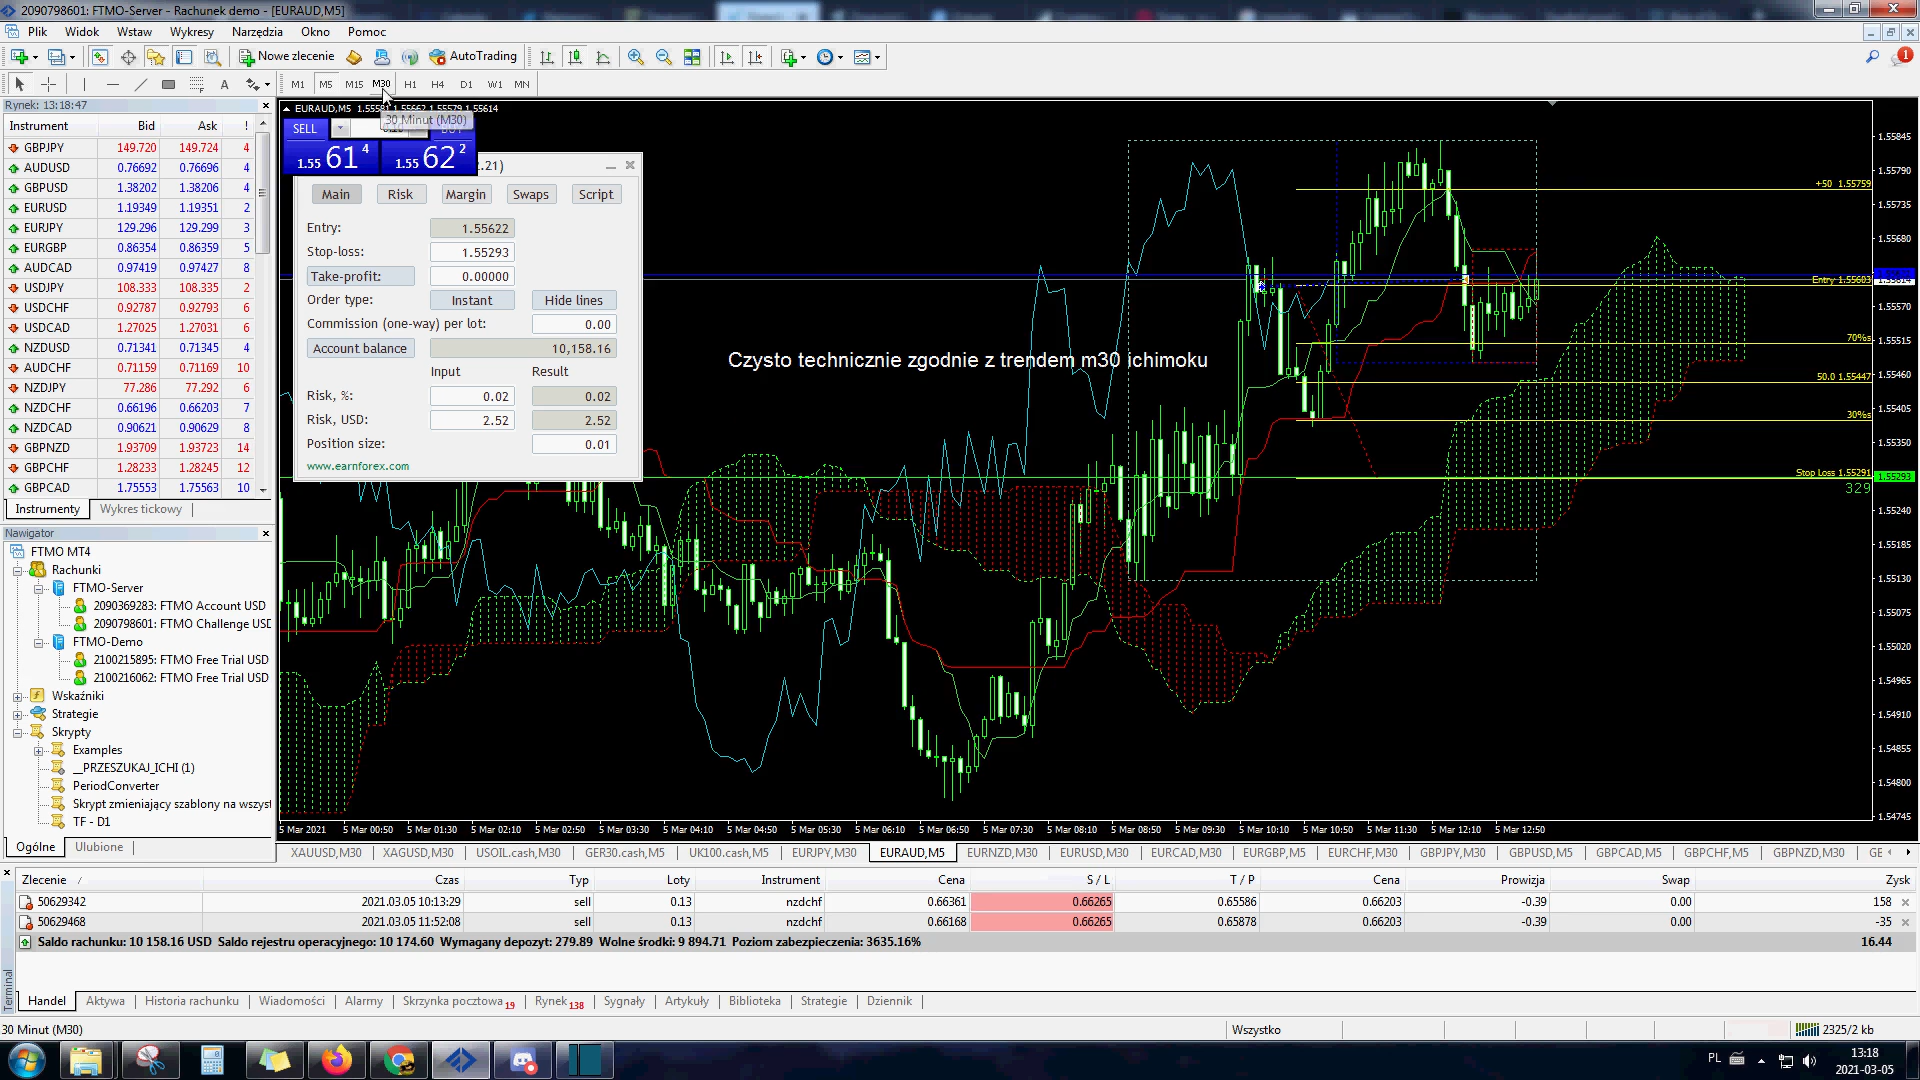 2090798601: FTMO-Server - Rachunek demo - [EURAUD,M5]
Plik Widok Wstaw Wykresy Narzędzia Okno Pomoc
Nowe zlecenie AutoTrading 1
A M1 M5 M15 M30 H1 H4 D1 W1 MN
Rynek: 13:18:47
Instrument Bid Ask !
GBPJPY 149.720 149.724 4
AUDUSD 0.76692 0.76696 4
GBPUSD 1.38202 1.38206 4
EURUSD 1.19349 1.19351 2
EURJPY 129.296 129.299 3
EURGBP 0.86354 0.86359 5
AUDCAD 0.97419 0.97427 8
USDJPY 108.333 108.335 2
USDCHF 0.92787 0.92793 6
USDCAD 1.27025 1.27031 6
NZDUSD 0.71341 0.71345 4
AUDCHF 0.71159 0.71169 10
NZDJPY 77.286 77.292 6
NZDCHF 0.66196 0.66203 7
NZDCAD 0.90621 0.90629 8
GBPNZD 1.93709 1.93723 14
GBPCHF 1.28233 1.28245 12
GBPCAD 1.75553 1.75563 10
Instrumenty Wykres tickowy
Nawigator
FTMO MT4
Rachunki
FTMO-Server
2090369283: FTMO Account USD
2090798601: FTMO Challenge USD
FTMO-Demo
2100215895: FTMO Free Trial USD
2100216062: FTMO Free Trial USD
Wskaźniki
Strategie
Skrypty
Examples
__PRZESZUKAJ_ICHI (1)
PeriodConverter
Skrypt zmieniający szablony na wszyst
TF - D1
Ogólne Ulubione
EURAUD,M5 1.55581 1.55662 1.55579 1.55614
30 Minut (M30)
SELL BUY
1.55 61 4 1.55 62 2
.21)
Main Risk Margin Swaps Script
Entry: 1.55622
Stop-loss: 1.55293
Take-profit: 0.00000
Order type: Instant Hide lines
Commission (one-way) per lot: 0.00
Account balance 10,158.16
Input Result
Risk, %: 0.02 0.02
Risk, USD: 2.52 2.52
Position size: 0.01
www.earnforex.com
Czysto technicznie zgodnie z trendem m30 ichimoku
+50 1.55759
Entry 1.55603
70%s
50.0 1.55447
30%s
Stop Loss 1.55291
329
1.55845
1.55790
1.55735
1.55680
1.55570
1.55515
1.55460
1.55405
1.55350
1.55293
1.55240
1.55185
1.55130
1.55075
1.55020
1.54965
1.54910
1.54855
1.54800
1.54745
5 Mar 2021 5 Mar 00:50 5 Mar 01:30 5 Mar 02:10 5 Mar 02:50 5 Mar 03:30 5 Mar 04:10 5 Mar 04:50 5 Mar 05:30 5 Mar 06:10 5 Mar 06:50 5 Mar 07:30 5 Mar 08:10 5 Mar 08:50 5 Mar 09:30 5 Mar 10:10 5 Mar 10:50 5 Mar 11:30 5 Mar 12:10 5 Mar 12:50
XAUUSD,M30 XAGUSD,M30 USOIL.cash,M30 GER30.cash,M5 UK100.cash,M5 EURJPY,M30 EURAUD,M5 EURNZD,M30 EURUSD,M30 EURCAD,M30 EURGBP,M5 EURCHF,M30 GBPJPY,M30 GBPUSD,M5 GBPCAD,M5 GBPCHF,M5 GBPNZD,M30 GE
Zlecenie Czas Typ Loty Instrument Cena S / L T / P Cena Prowizja Swap Zysk
50629342 2021.03.05 10:13:29 sell 0.13 nzdchf 0.66361 0.66265 0.65586 0.66203 -0.39 0.00 158
50629468 2021.03.05 11:52:08 sell 0.13 nzdchf 0.66168 0.66265 0.65878 0.66203 -0.39 0.00 -35
Saldo rachunku: 10 158.16 USD Saldo rejestru operacyjnego: 10 174.60 Wymagany depozyt: 279.89 Wolne środki: 9 894.71 Poziom zabezpieczenia: 3635.16% 16.44
Terminal
Handel Aktywa Historia rachunku Wiadomości Alarmy Skrzynka pocztowa 19 Rynek 138 Sygnały Artykuły Biblioteka Strategie Dziennik
30 Minut (M30) Wszystko 2325/2 kb
PL 13:18
2021-03-05